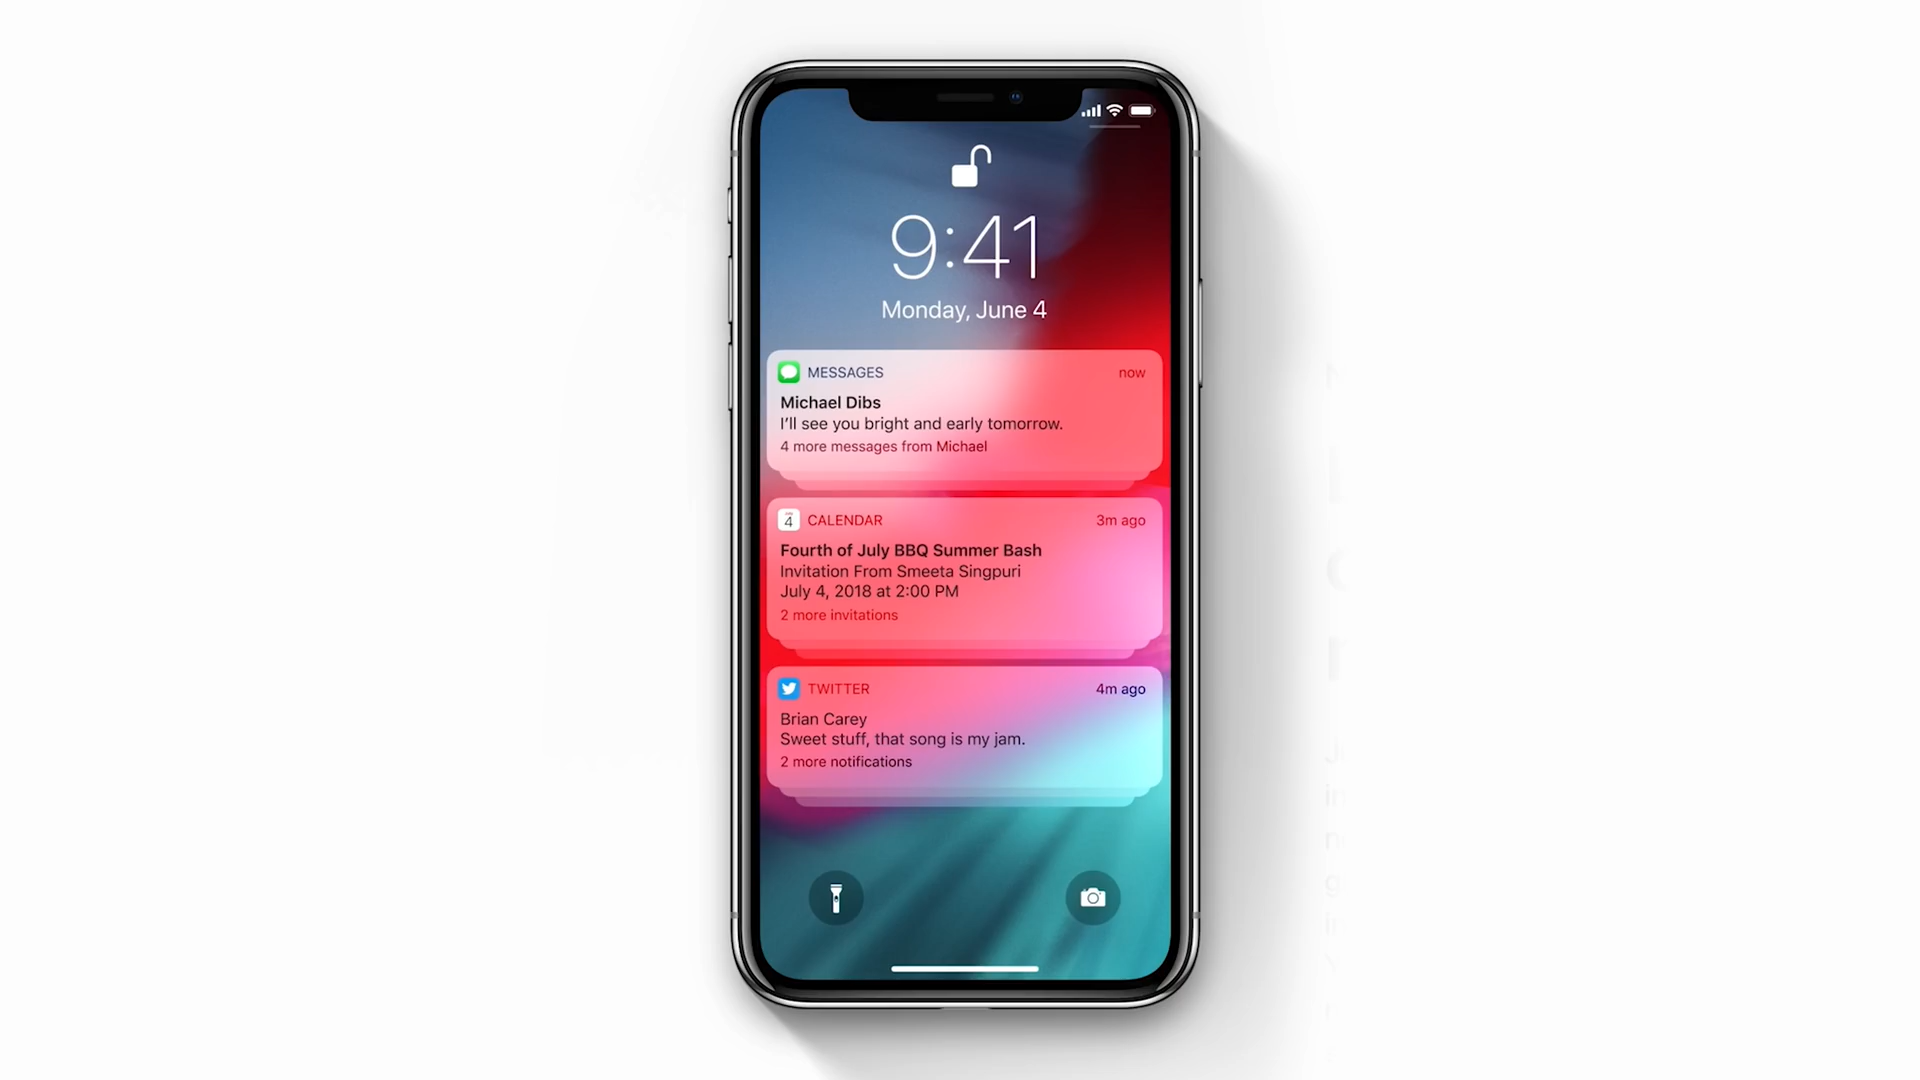 9:41
Monday, June 4
MESSAGES
now
Michael Dibs
I'll see you bright and early tomorrow.
4 more messages from Michael
4
CALENDAR
3m ago
Fourth of July BBQ Summer Bash
Invitation From Smeeta Singpuri
July 4, 2018 at 2:00 PM
2 more invitations
TWITTER
4m ago
Brian Carey
Sweet stuff, that song is my jam.
2 more notifications